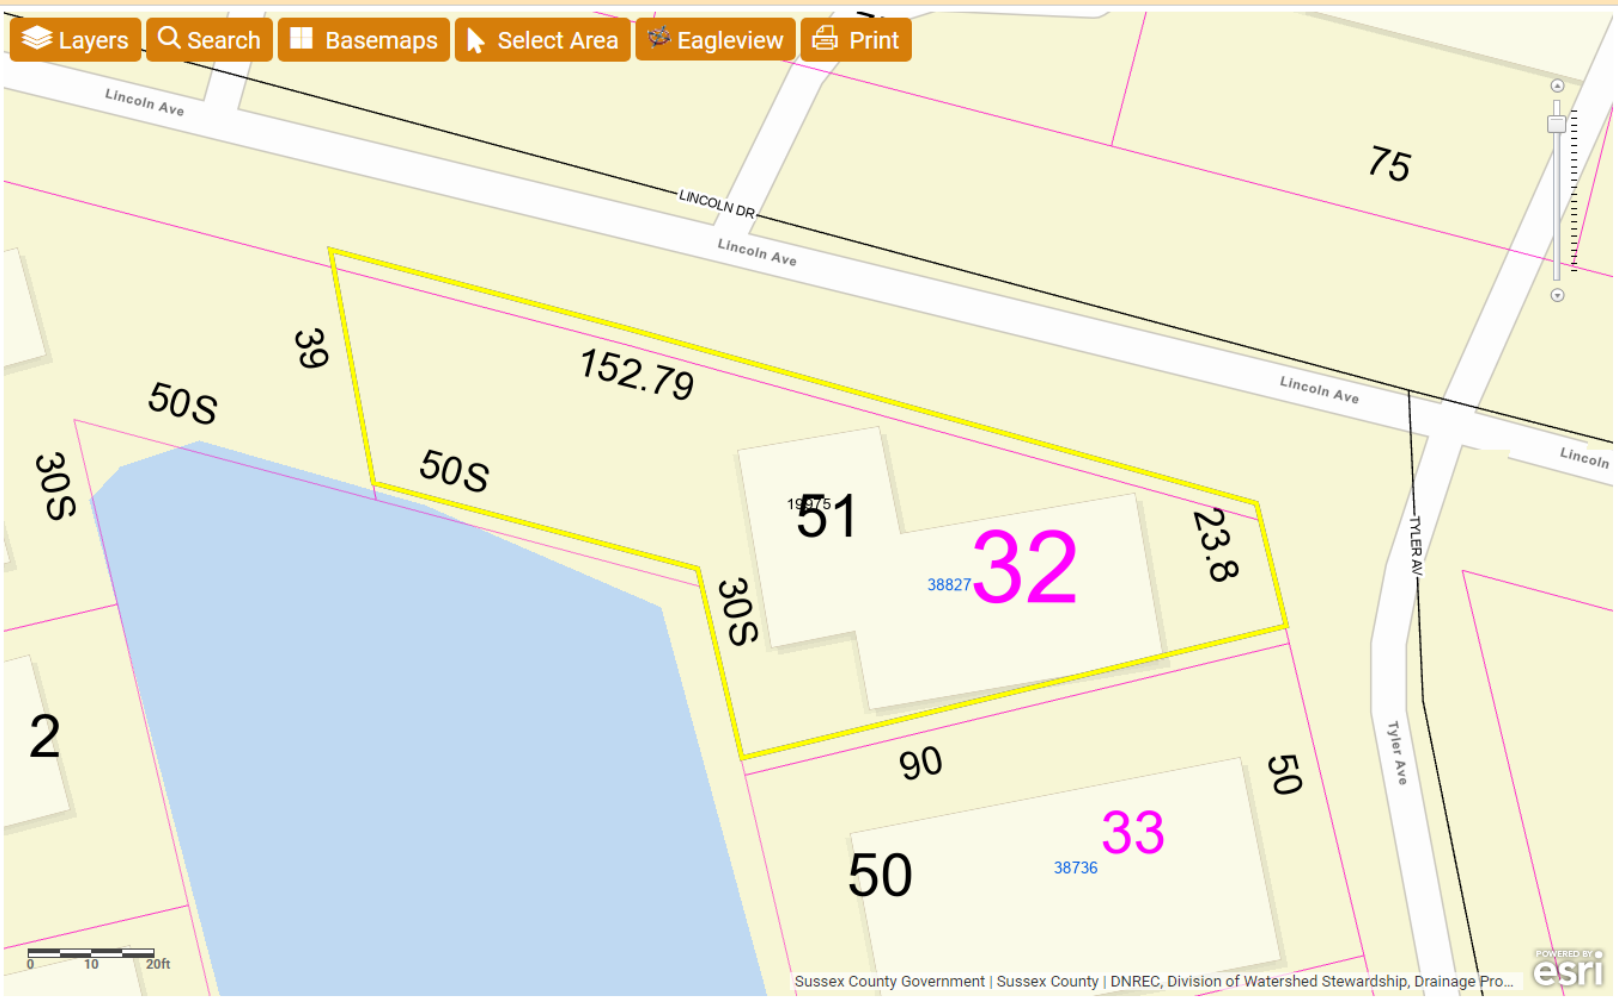 Layers
Search
Basemaps
Select Area
Eagleview
Print
Lincoln Ave
LINCOLN DR
Lincoln Ave
75
39
152.79
50S
50S
30S
Lincoln Ave
Lincoln
51
32
38827
23.8
30S
TYLER AV
2
90
50
Tyler Ave
33
38736
50
0 10 20ft
Sussex County Government | Sussex County | DNREC, Division of Watershed Stewardship, Drainage Pro...
POWERED BY
esri